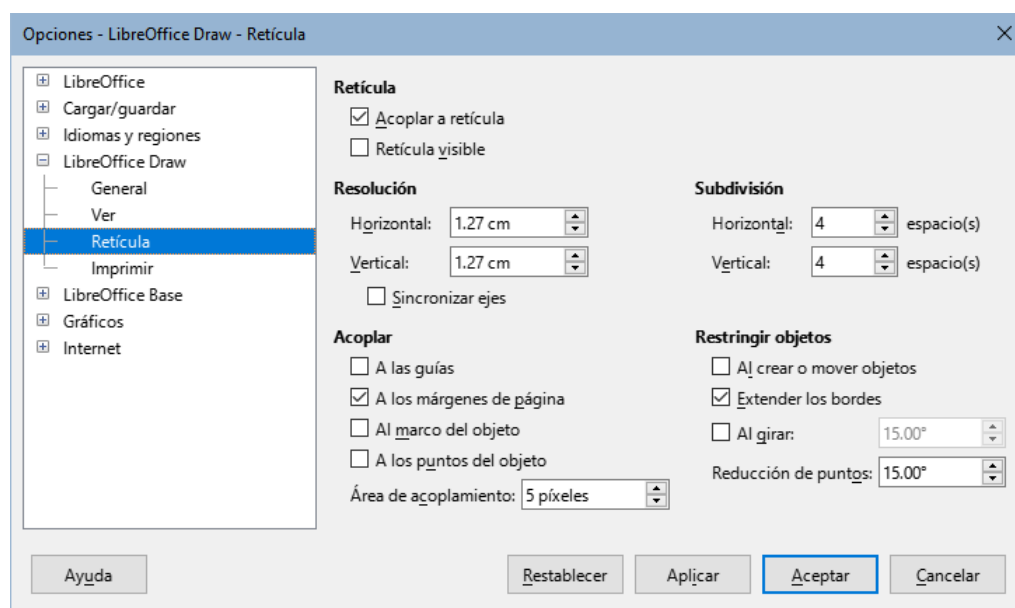 Opciones - LibreOffice Draw - Retícula
LibreOffice
Cargar/guardar
Idiomas y regiones
LibreOffice Draw
General
Ver
Retícula
Imprimir
LibreOffice Base
Gráficos
Internet
Retícula
Acoplar a retícula
Retícula visible
Resolución
Horizontal: 1.27 cm
Vertical: 1.27 cm
Sincronizar ejes
Subdivisión
Horizontal: 4 espacio(s)
Vertical: 4 espacio(s)
Acoplar
A las guías
A los márgenes de página
Al marco del objeto
A los puntos del objeto
Área de acoplamiento: 5 píxeles
Restringir objetos
Al crear o mover objetos
Extender los bordes
Al girar: 15.00°
Reducción de puntos: 15.00°
Ayuda Restablecer Aplicar Aceptar Cancelar